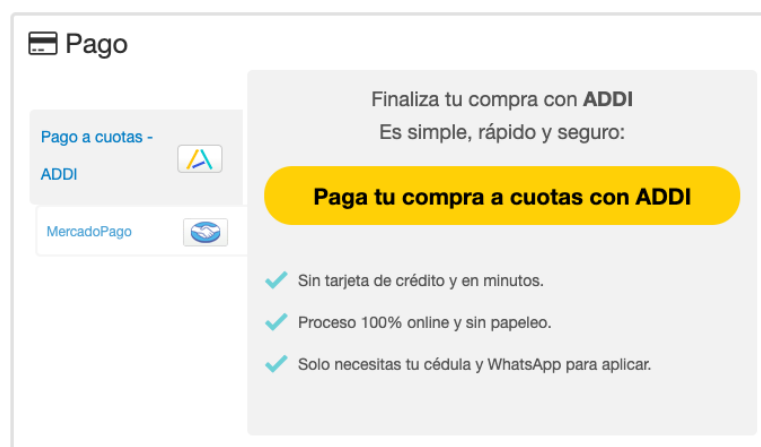 Pago
Pago a cuotas -
ADDI
MercadoPago
Finaliza tu compra con ADDI
Es simple, rápido y seguro:
Paga tu compra a cuotas con ADDI
Sin tarjeta de crédito y en minutos.
Proceso 100% online y sin papeleo.
Solo necesitas tu cédula y WhatsApp para aplicar.